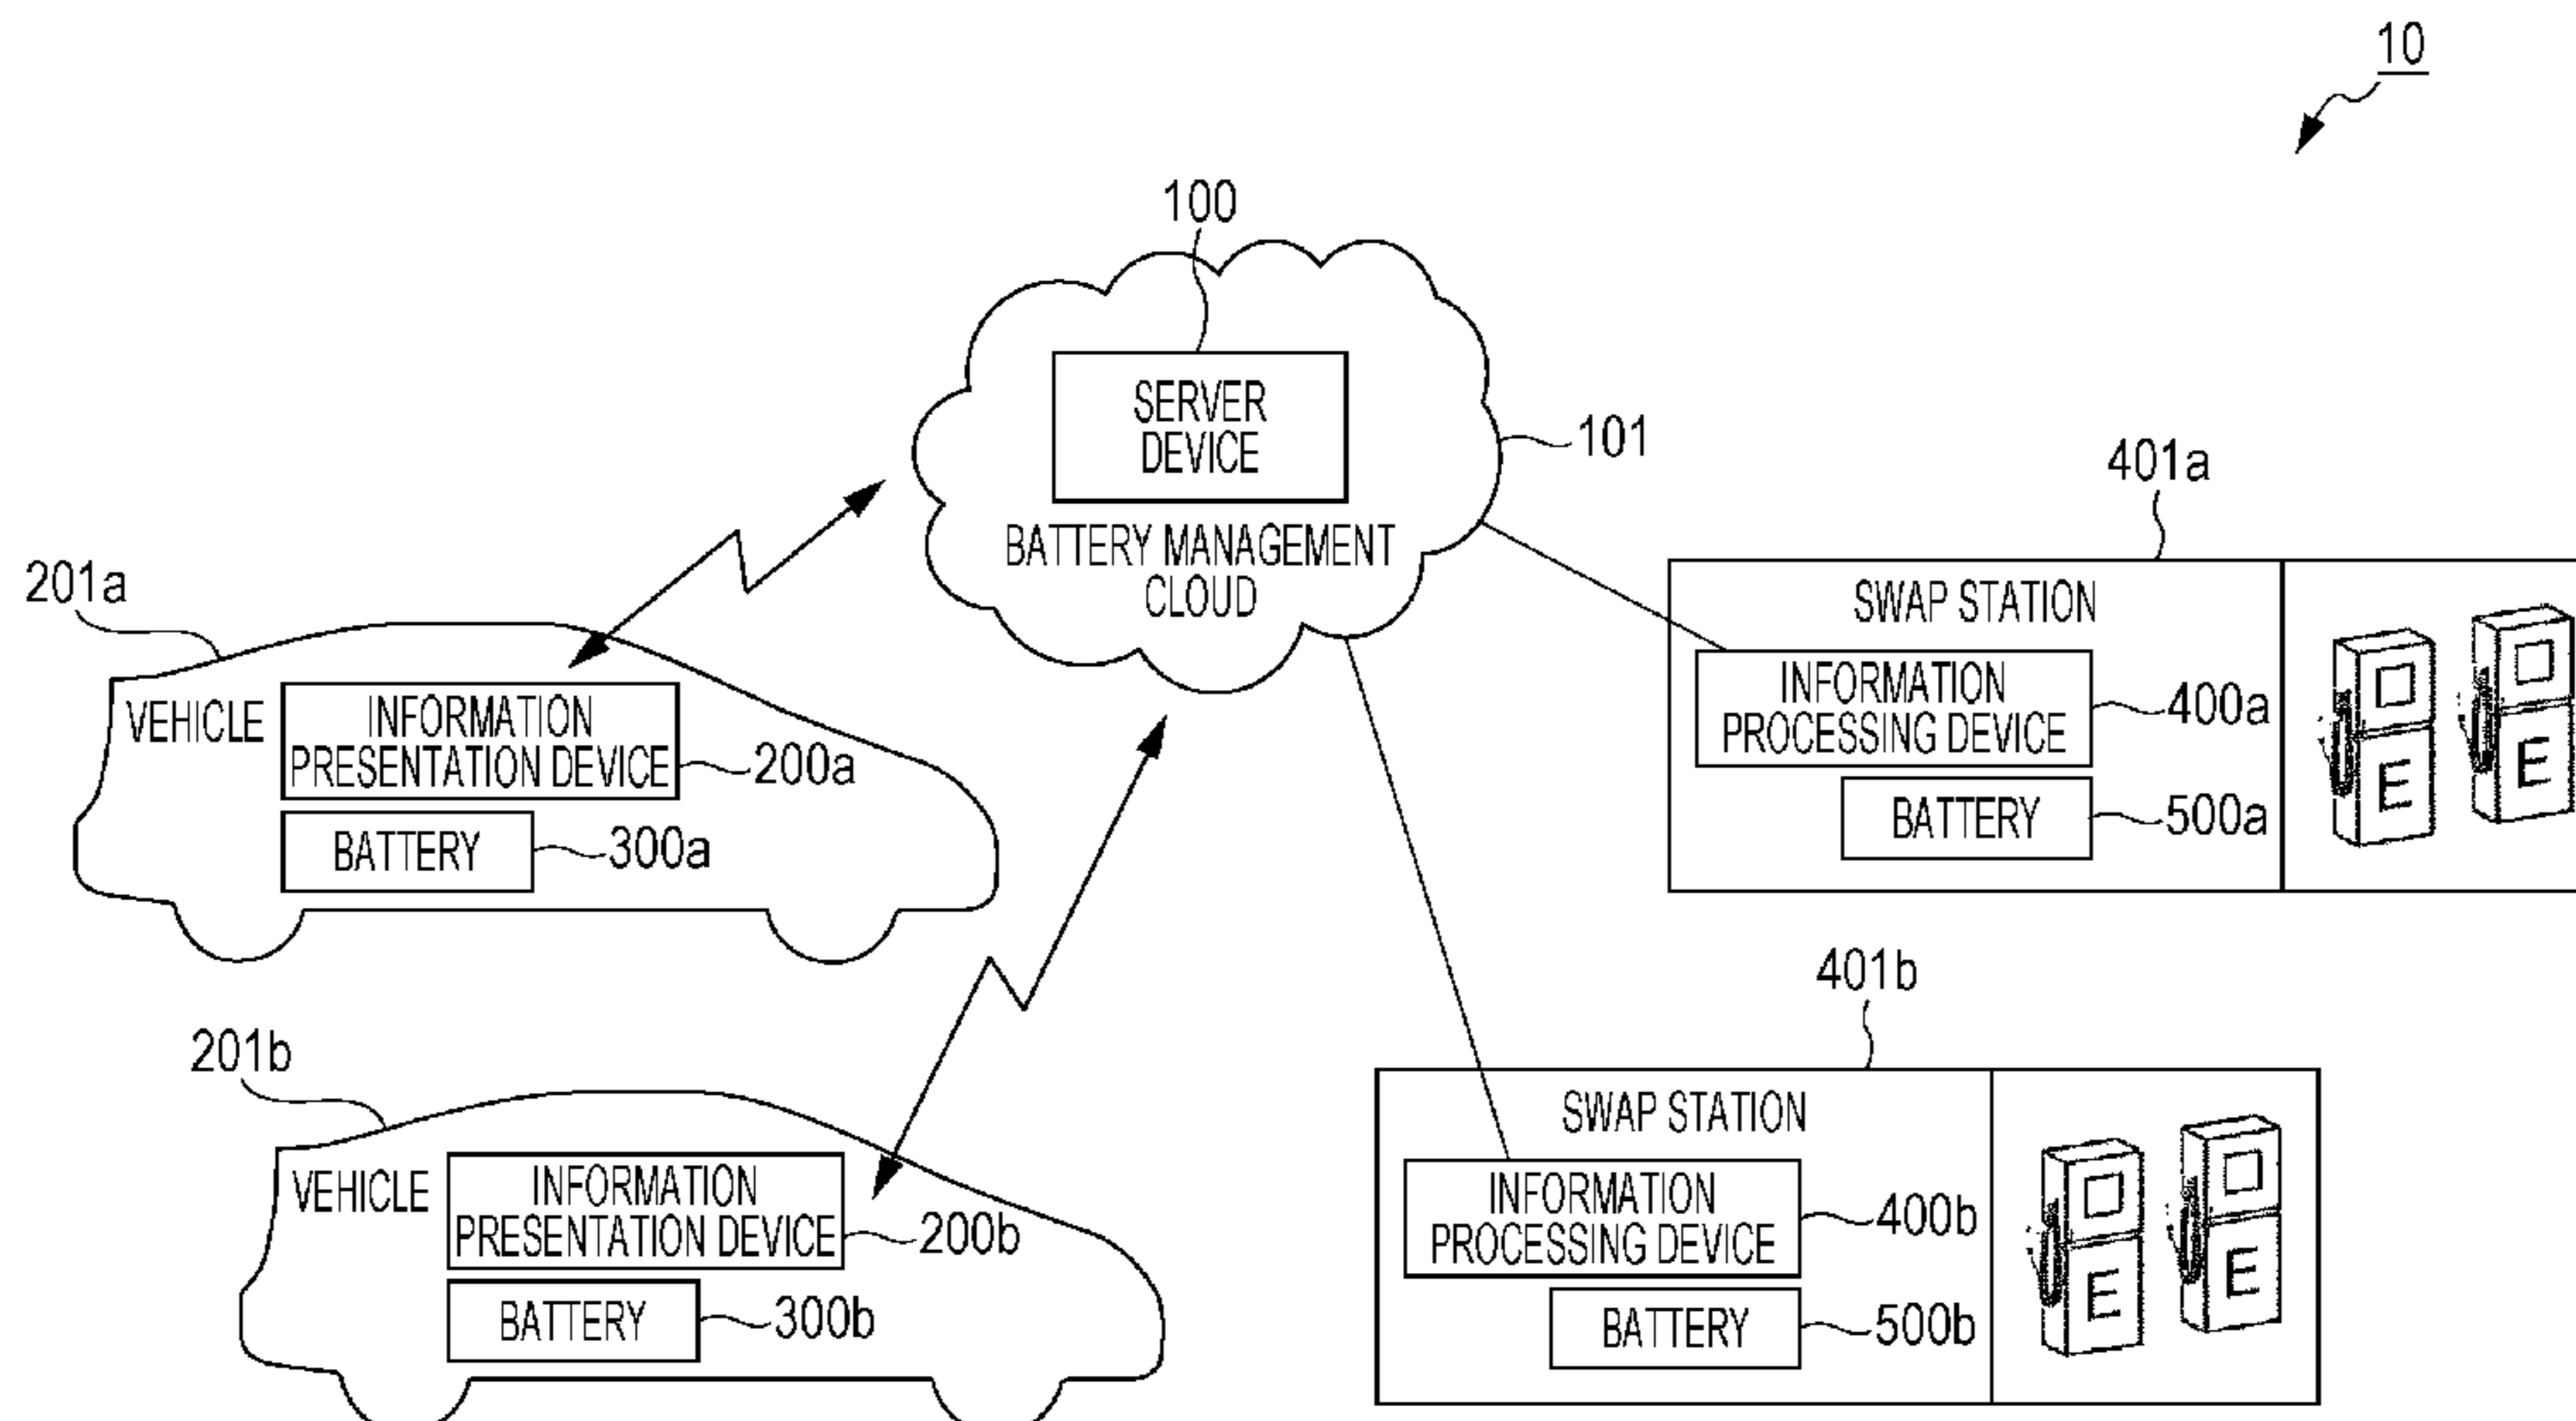 10
100
SERVER
DEVICE
101
BATTERY MANAGEMENT
CLOUD
201a
VEHICLE
INFORMATION
PRESENTATION DEVICE
200a
BATTERY
300a
401a
SWAP STATION
INFORMATION
PROCESSING DEVICE
400a
BATTERY
500a
E
E
201b
VEHICLE
INFORMATION
PRESENTATION DEVICE
200b
BATTERY
300b
401b
SWAP STATION
INFORMATION
PROCESSING DEVICE
400b
BATTERY
500b
E
E